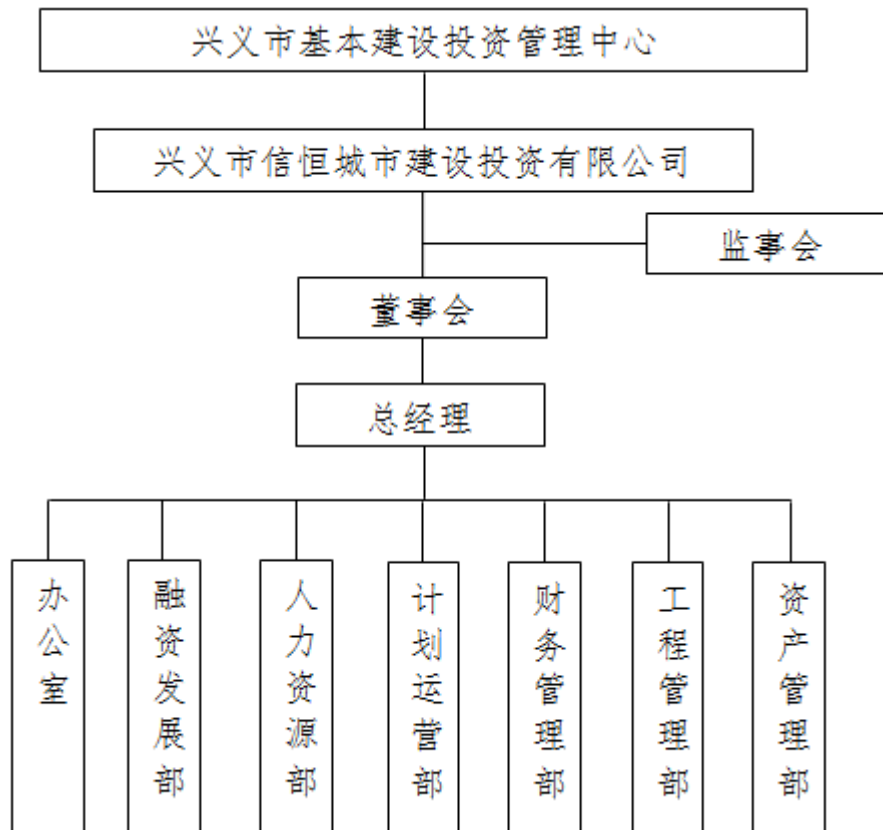 兴义市基本建设投资管理中心
兴义市信恒城市建设投资有限公司
监事会
董事会
总经理
办公室
融资发展部
人力资源部
计划运营部
财务管理部
工程管理部
资产管理部